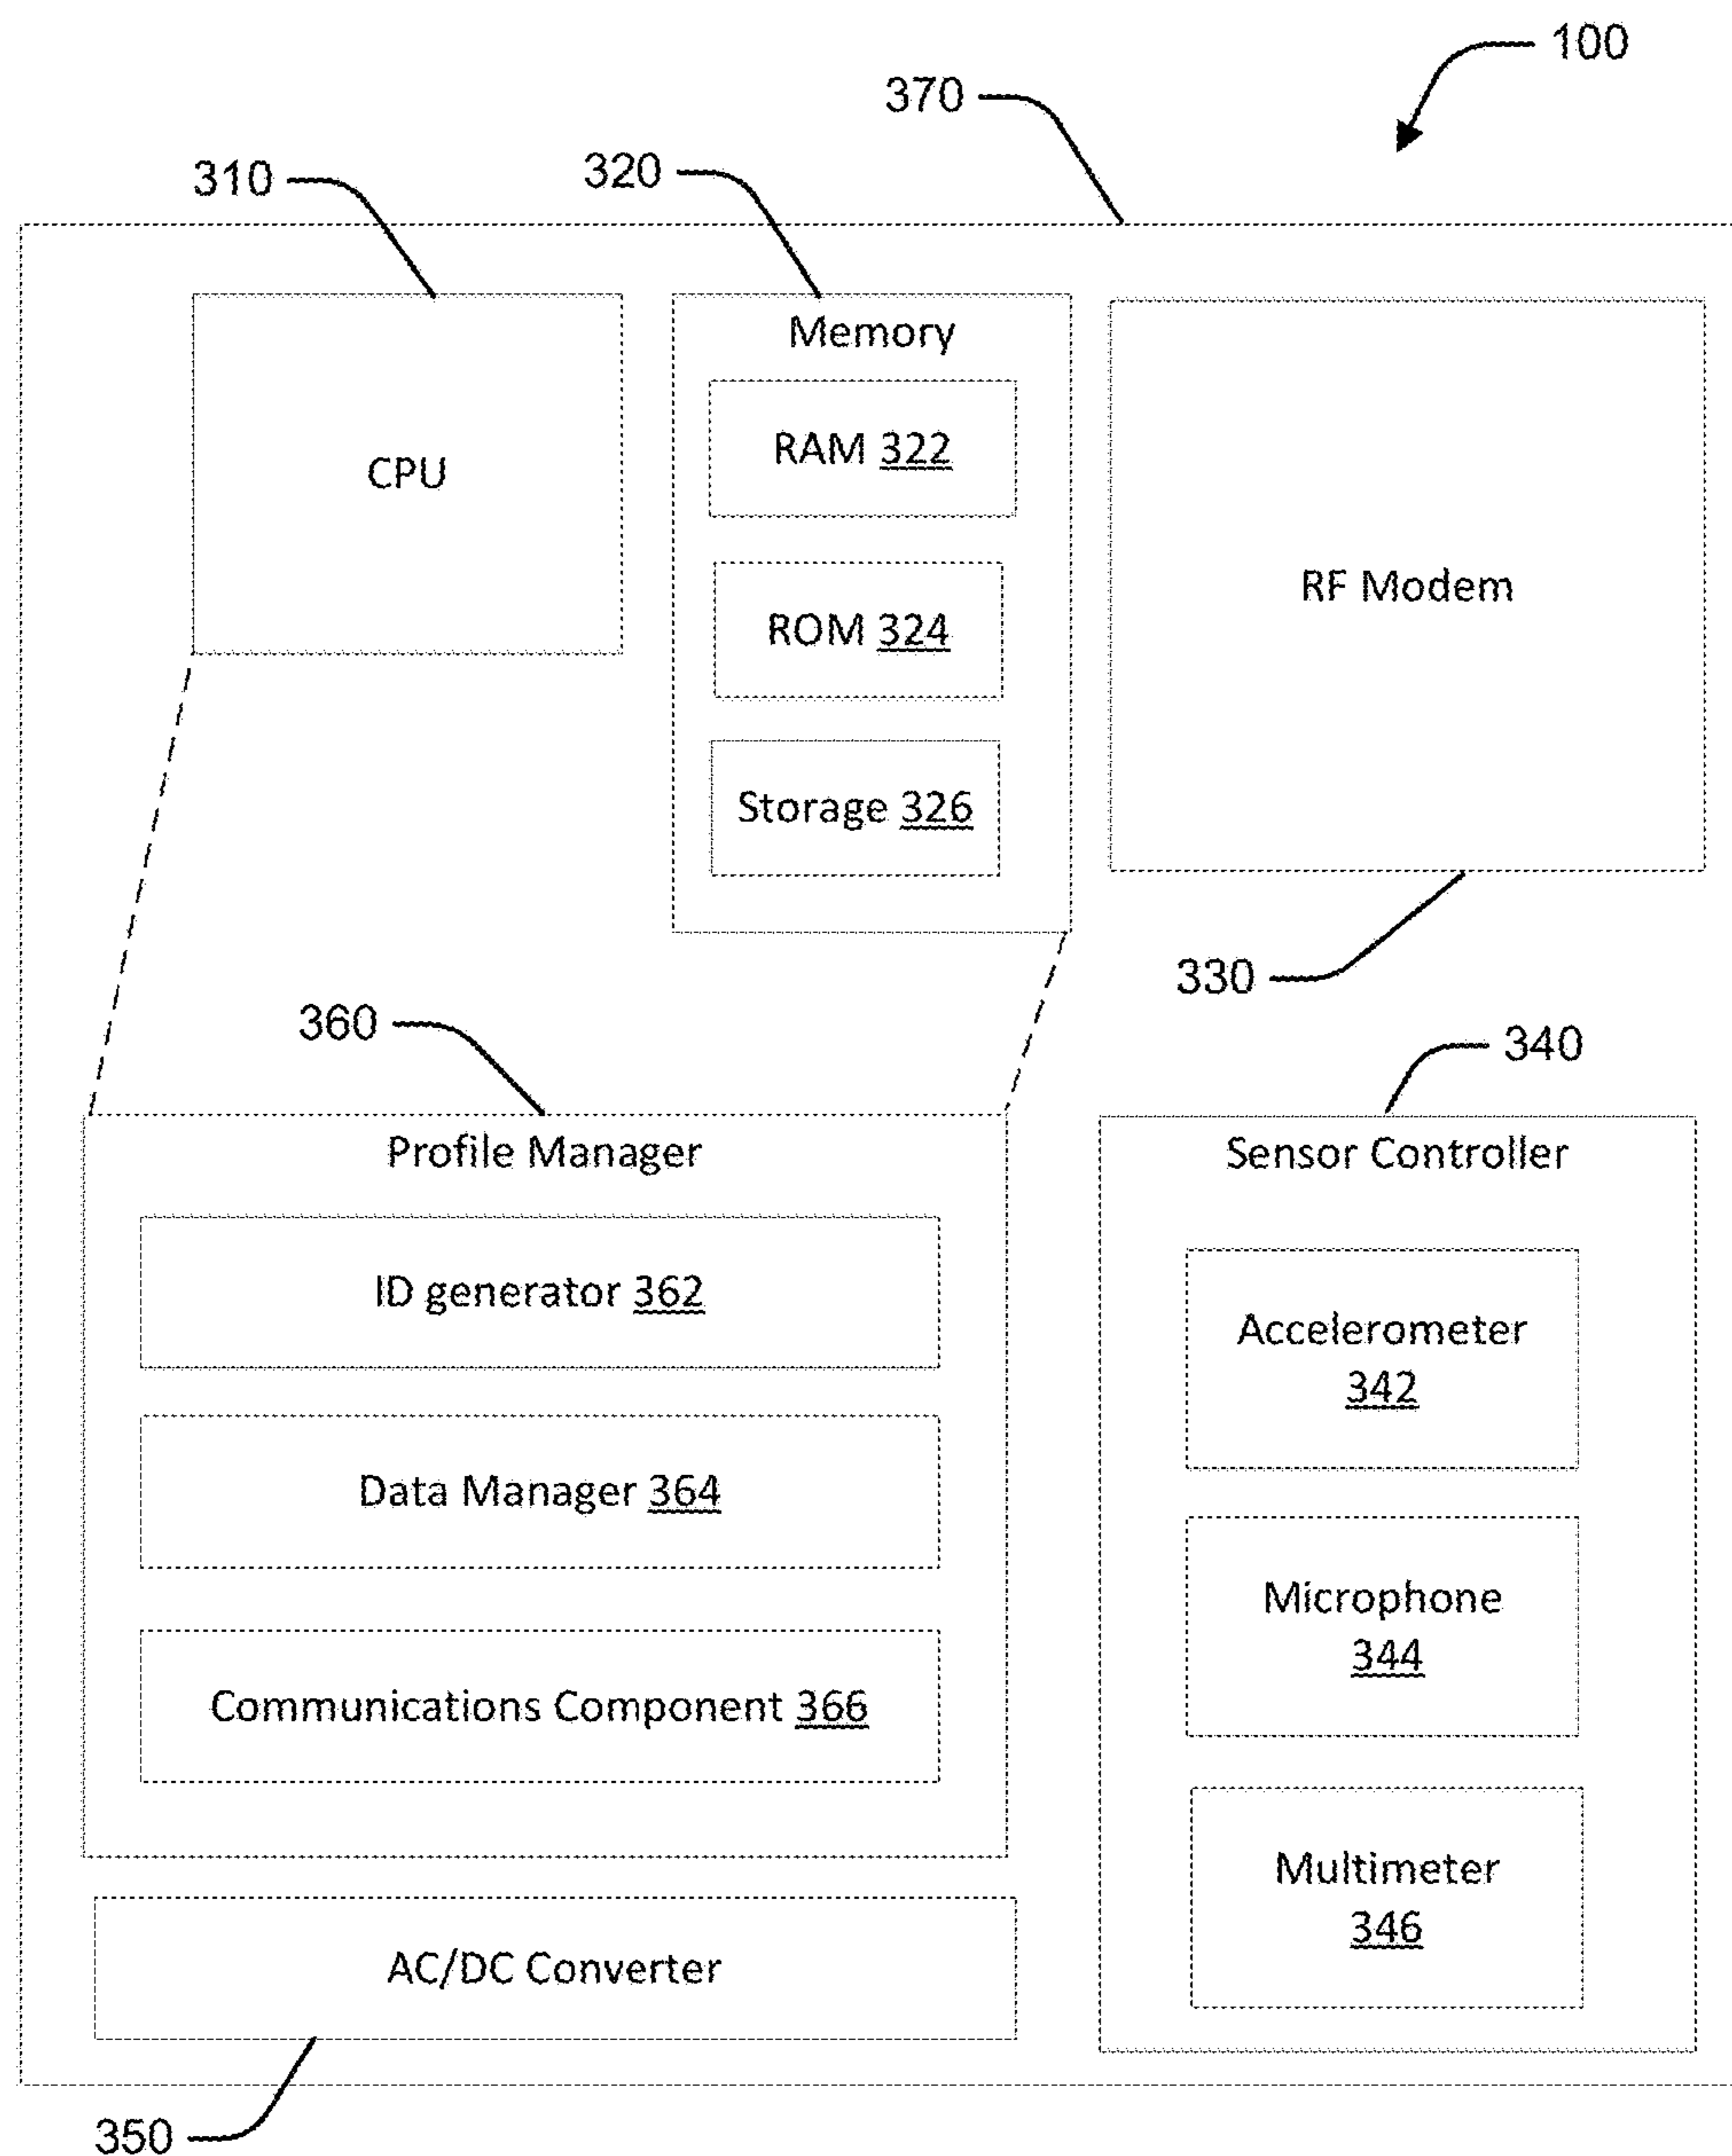 100
370
310
320
Memory
RAM 322
CPU
RF Modem
ROM 324
Storage 326
330
360
340
Profile Manager
Sensor Controller
ID generator 362
Accelerometer
342
Data Manager 364
Microphone
344
Communications Component 366
Multimeter
346
AC/DC Converter
350